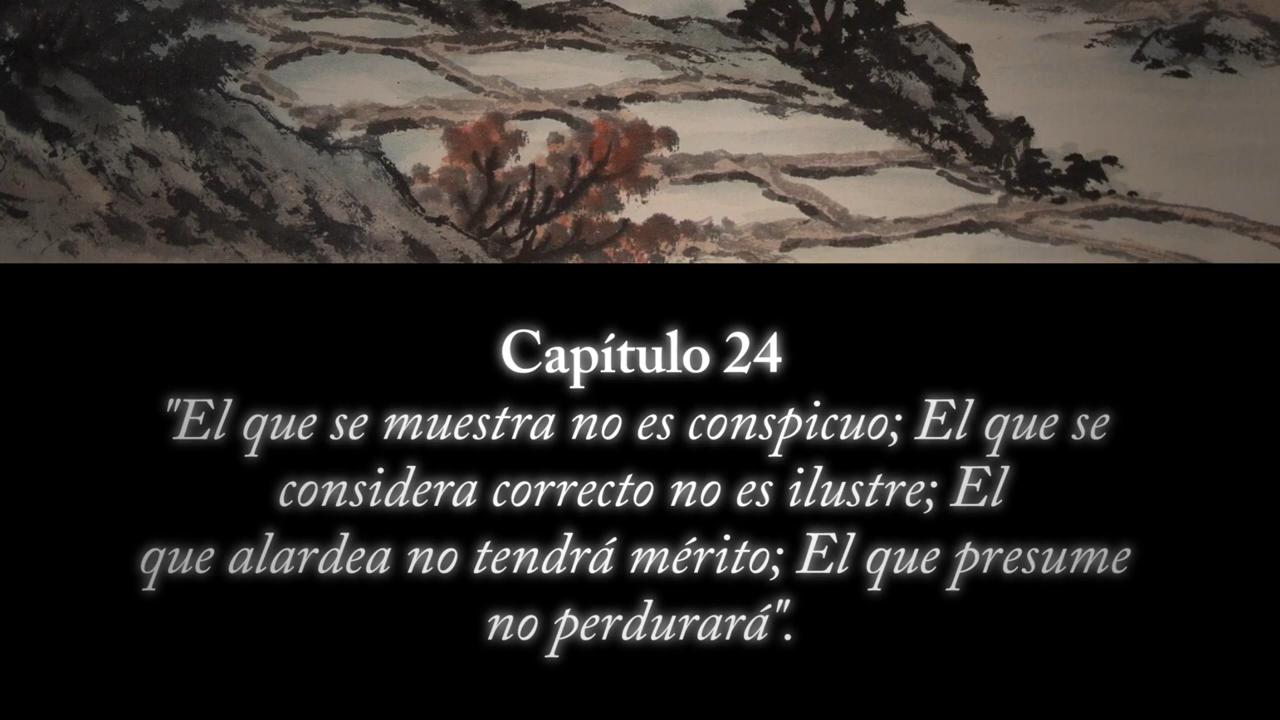 Capítulo 24
"El que se muestra no es conspicuo; El que se
considera correcto no es ilustre; El
que alardea no tendrá mérito; El que presume
no perdurará".